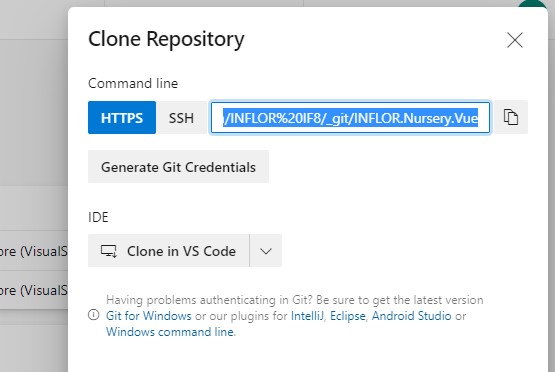 Clone Repository
Command line
HTTPS SSH /INFLOR%20IF8/_git/INFLOR.Nursery.Vue
Generate Git Credentials
IDE
ore (VisualS
Clone in VS Code
ore (VisualS
Having problems authenticating in Git? Be sure to get the latest version
Git for Windows or our plugins for IntelliJ, Eclipse, Android Studio or
Windows command line.